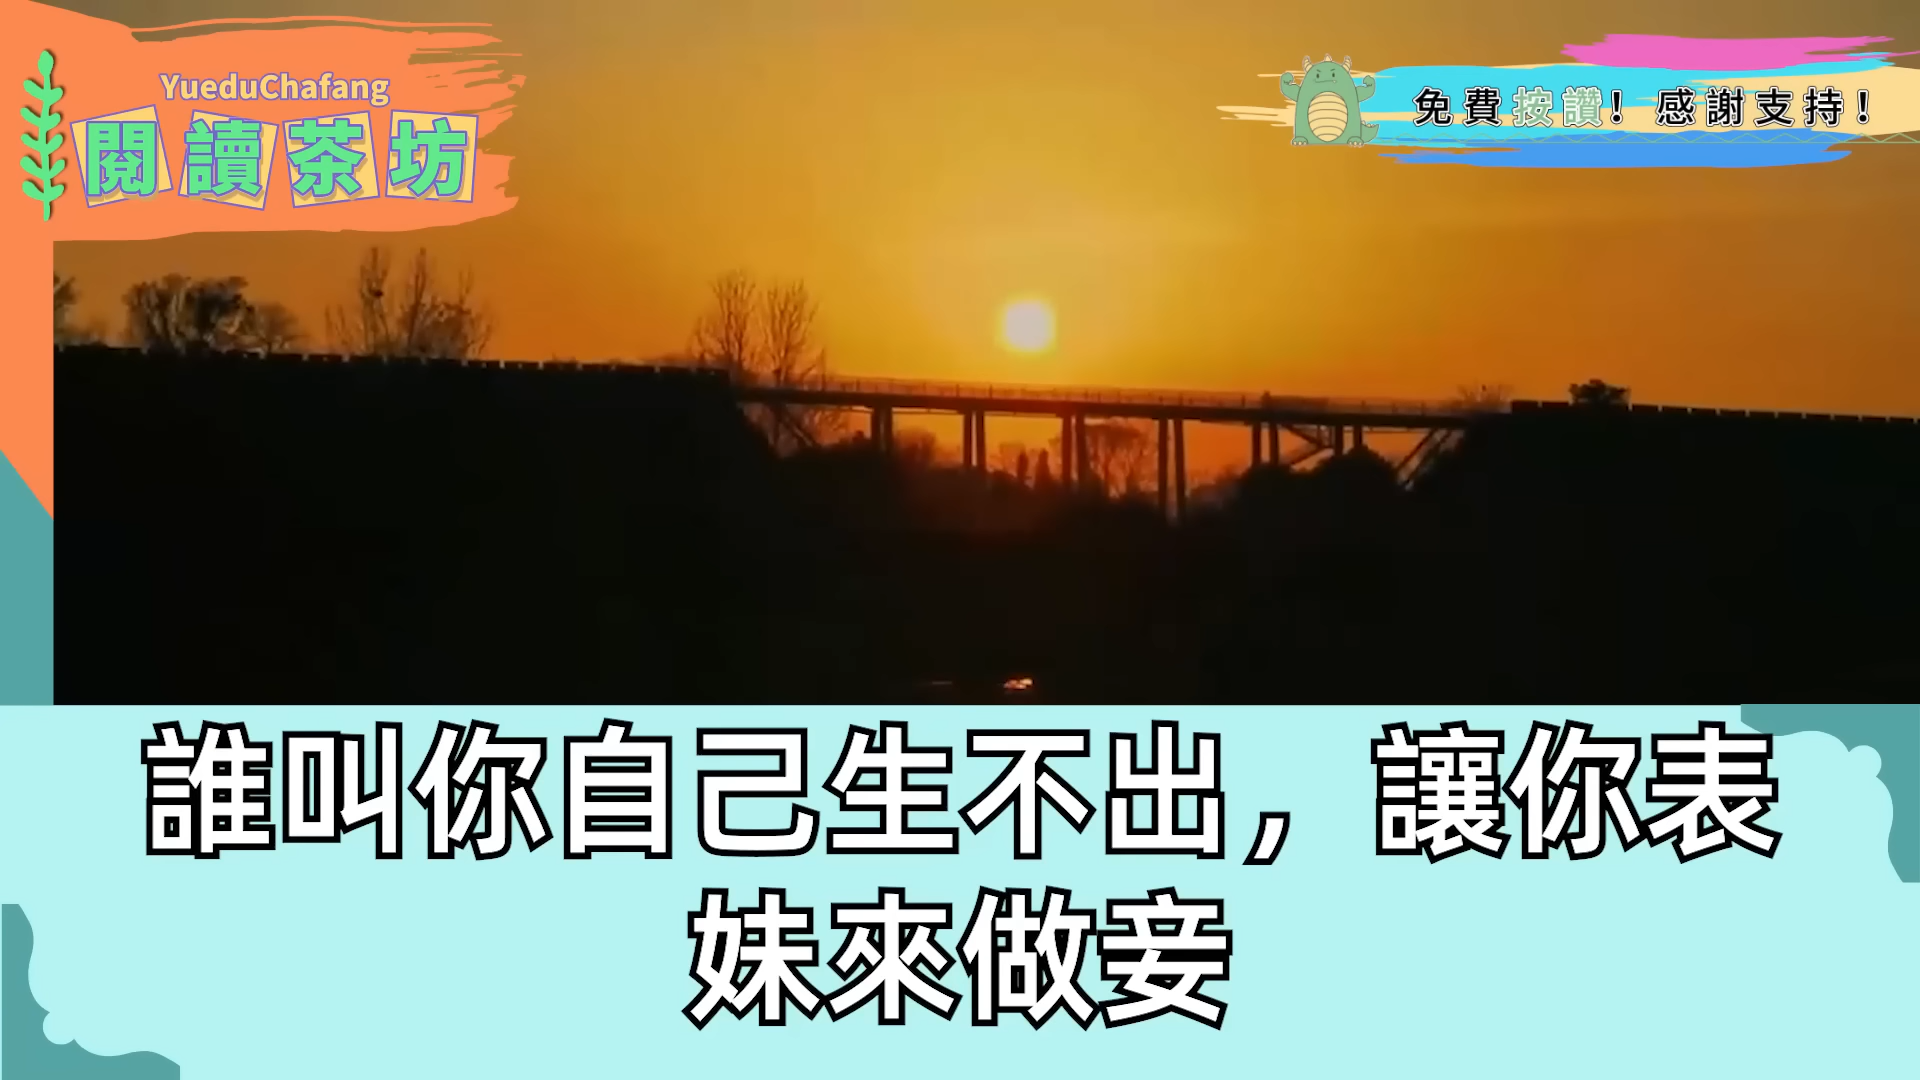 YueduChafang
閱讀茶坊
免費按讚！感謝支持！
誰叫你自己生不出，讓你表
妹來做妾